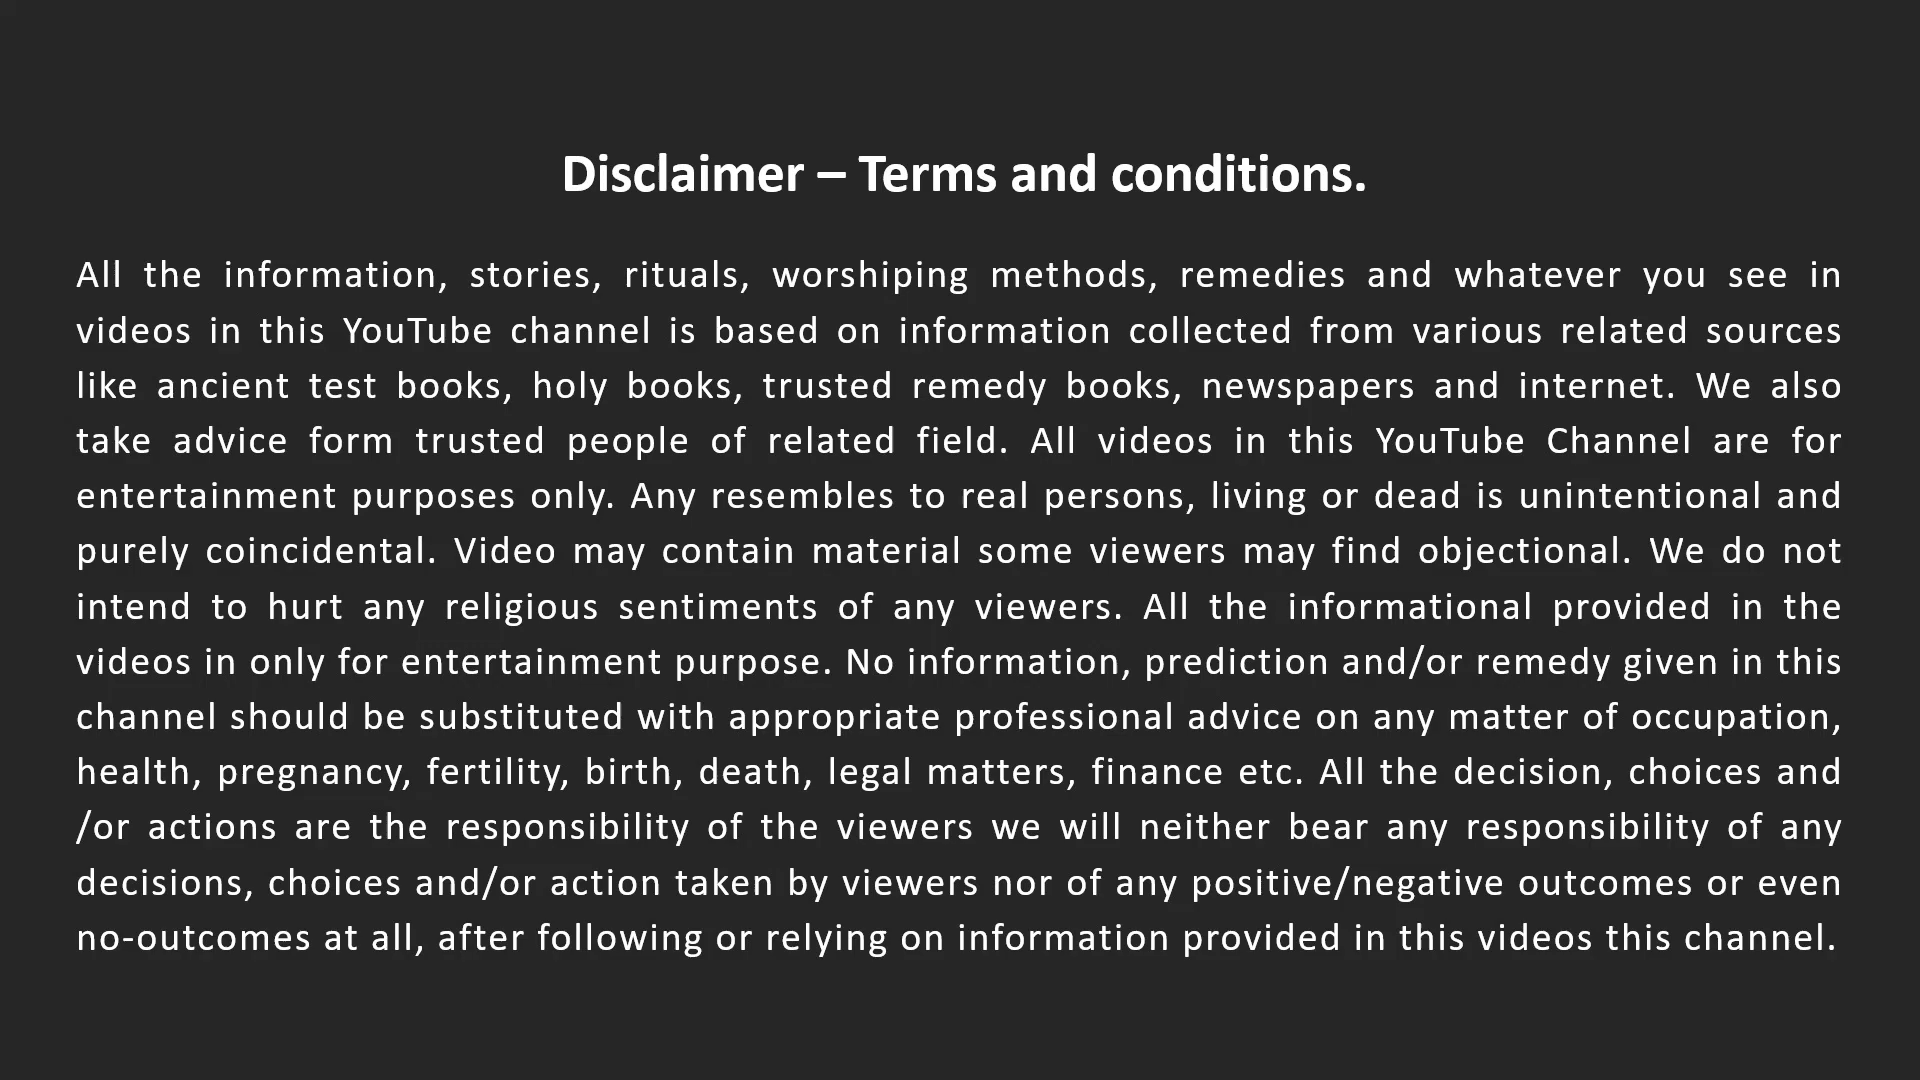 Disclaimer – Terms and conditions.
All the information, stories, rituals, worshiping methods, remedies and whatever you see in
videos in this YouTube channel is based on information collected from various related sources
like ancient test books, holy books, trusted remedy books, newspapers and internet. We also
take advice form trusted people of related field. All videos in this YouTube Channel are for
entertainment purposes only. Any resembles to real persons, living or dead is unintentional and
purely coincidental. Video may contain material some viewers may find objectional. We do not
intend to hurt any religious sentiments of any viewers. All the informational provided in the
videos in only for entertainment purpose. No information, prediction and/or remedy given in this
channel should be substituted with appropriate professional advice on any matter of occupation,
health, pregnancy, fertility, birth, death, legal matters, finance etc. All the decision, choices and
/or actions are the responsibility of the viewers we will neither bear any responsibility of any
decisions, choices and/or action taken by viewers nor of any positive/negative outcomes or even
no-outcomes at all, after following or relying on information provided in this videos this channel.